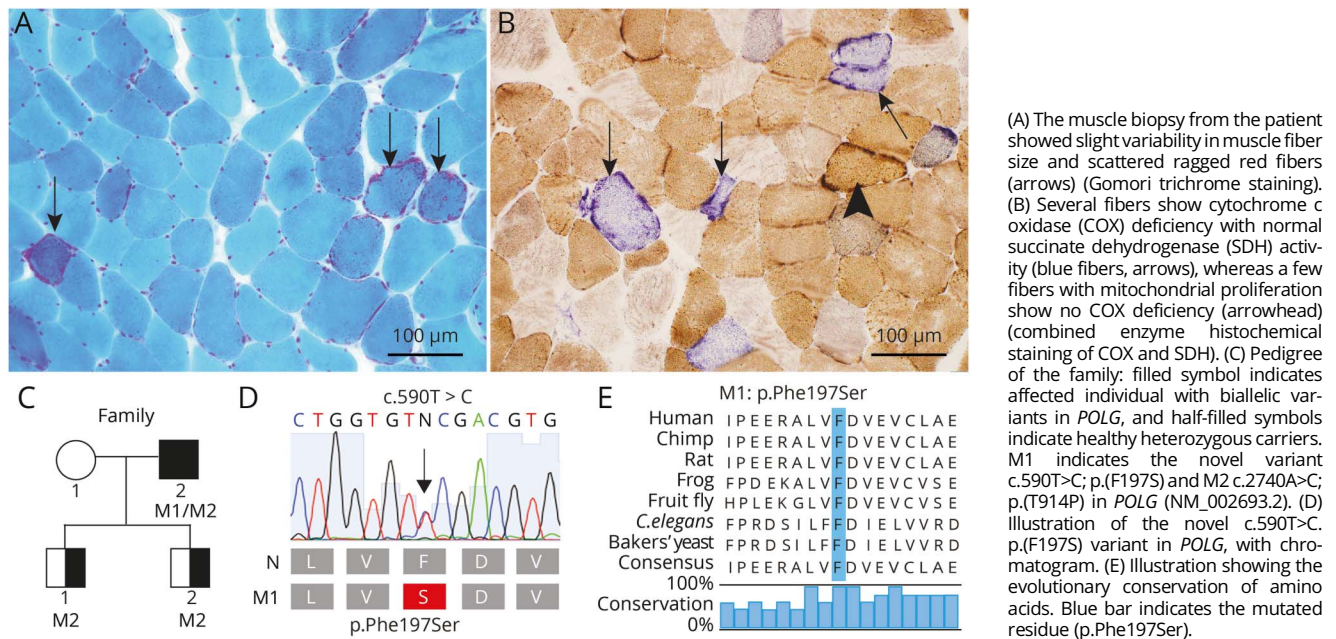 A
B
100 µm
100 µm
(A) The muscle biopsy from the patient
showed slight variability in muscle fiber
size and scattered ragged red fibers
(arrows) (Gomori trichrome staining).
(B) Several fibers show cytochrome c
oxidase (COX) deficiency with normal
succinate dehydrogenase (SDH) activ-
ity (blue fibers, arrows), whereas a few
fibers with mitochondrial proliferation
show no COX deficiency (arrowhead)
(combined enzyme histochemical
staining of COX and SDH). (C) Pedigree
of the family: filled symbol indicates
affected individual with biallelic var-
iants in POLG, and half-filled symbols
indicate healthy heterozygous carriers.
M1 indicates the novel variant
c.590T>C; p.(F197S) and M2 c.2740A>C;
p.(T914P) in POLG (NM_002693.2). (D)
Illustration of the novel c.590T>C.
p.(F197S) variant in POLG, with chro-
matogram. (E) Illustration showing the
evolutionary conservation of amino
acids. Blue bar indicates the mutated
residue (p.Phe197Ser).
C
Family
1
2
M1/M2
1
2
M2
M2
D
c.590T > C
C T G G T G T N C G A C G T G
N L V F D V
M1 L V S D V
p.Phe197Ser
E
M1: p.Phe197Ser
Human I P E E R A L V F D V E V C L A E
Chimp I P E E R A L V F D V E V C L A E
Rat I P E E R A L V F D V E V C L A E
Frog F P D E K A L V F D V E V C V S E
Fruit fly H P L E K G L V F D V E V C V S E
C.elegans F P R D S I L F F D I E L V V R D
Bakers' yeast F P R D S I L F F D I E L V V R D
Consensus I P E E R A L V F D V E V C L A E
100%
Conservation
0%